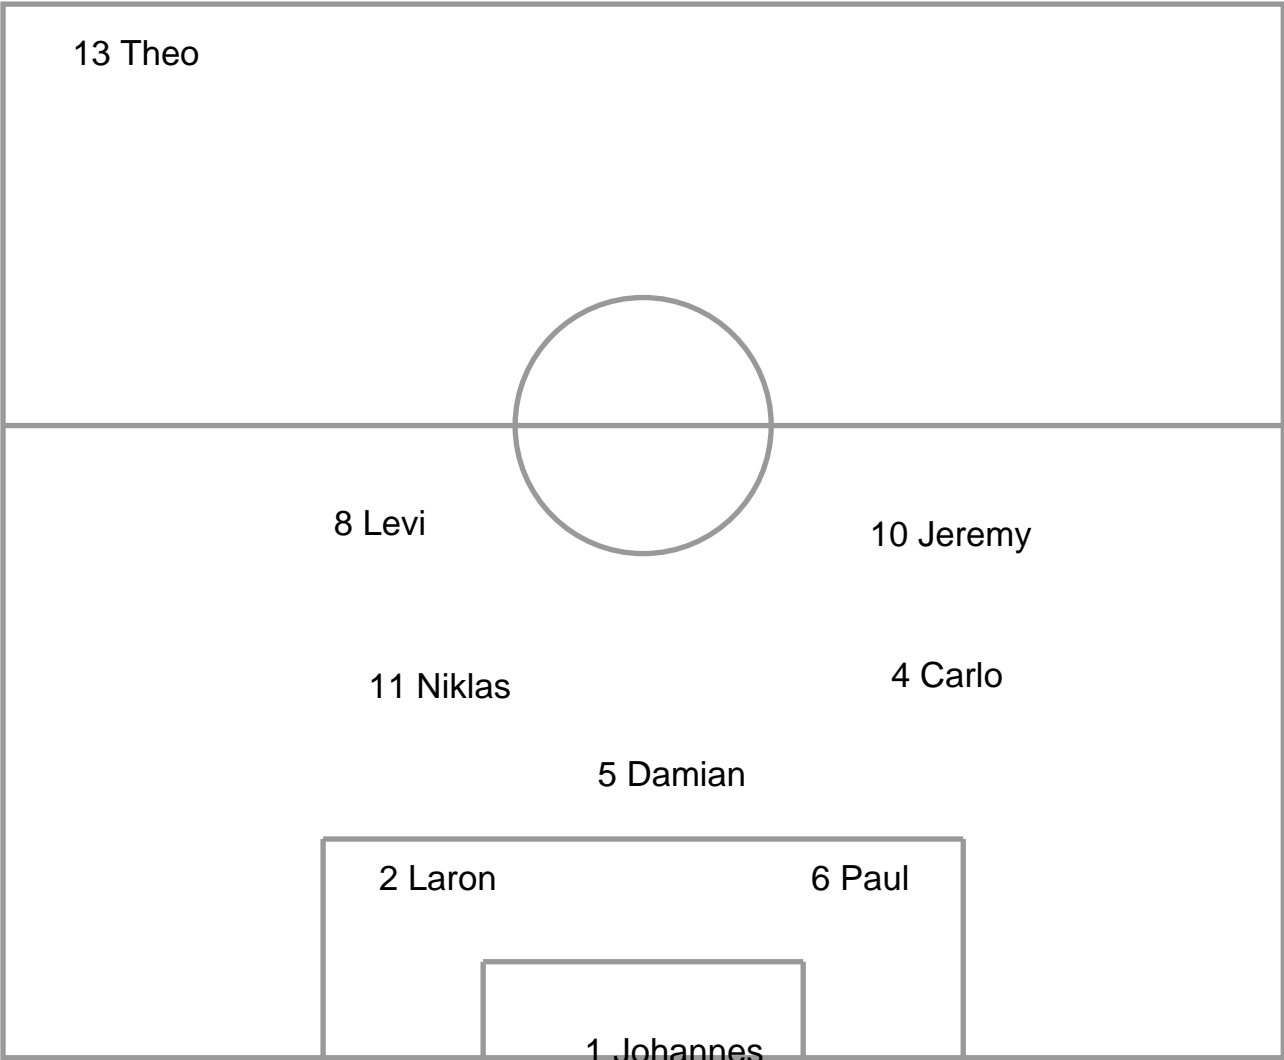 13 Theo
8 Levi
10 Jeremy
11 Niklas
4 Carlo
5 Damian
2 Laron
6 Paul
1 Johannes